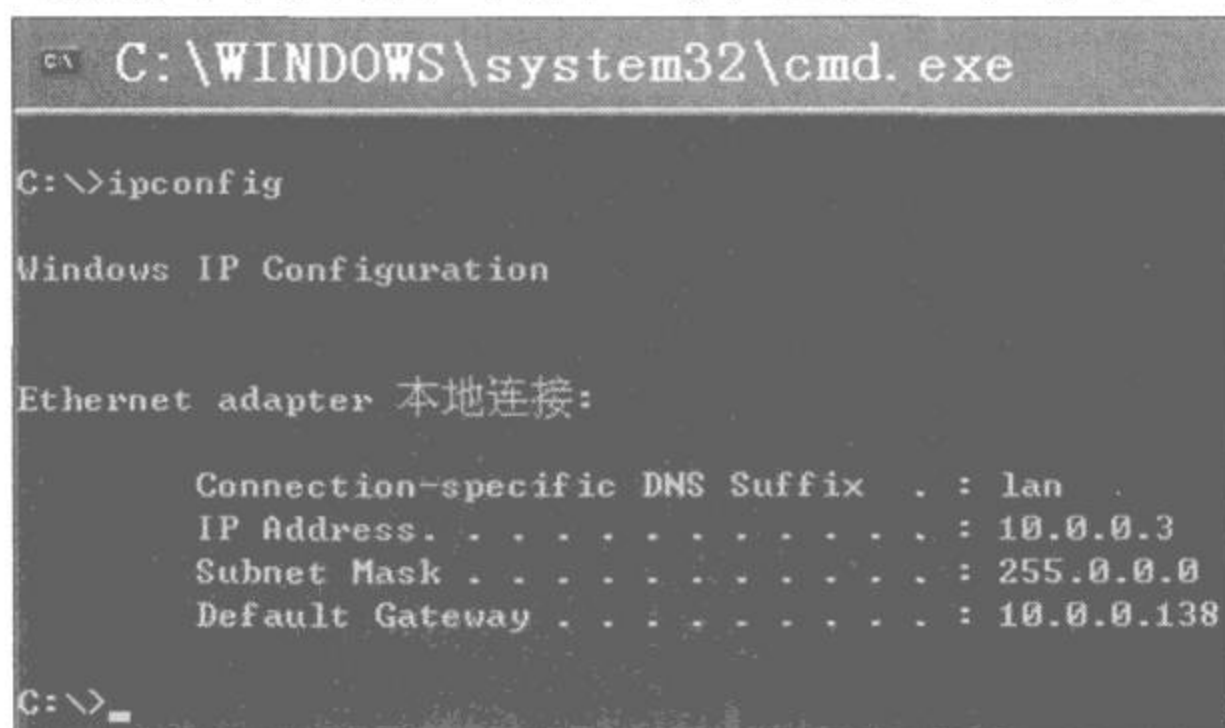 C:\WINDOWS\system32\cmd.exe
C:\>ipconfig
Windows IP Configuration
Ethernet adapter 本地连接:
Connection-specific DNS Suffix . : lan
IP Address. . . . . . . . . . . . : 10.0.0.3
Subnet Mask . . . . . . . . . . . : 255.0.0.0
Default Gateway . . . . . . . . . : 10.0.0.138
C:\>_